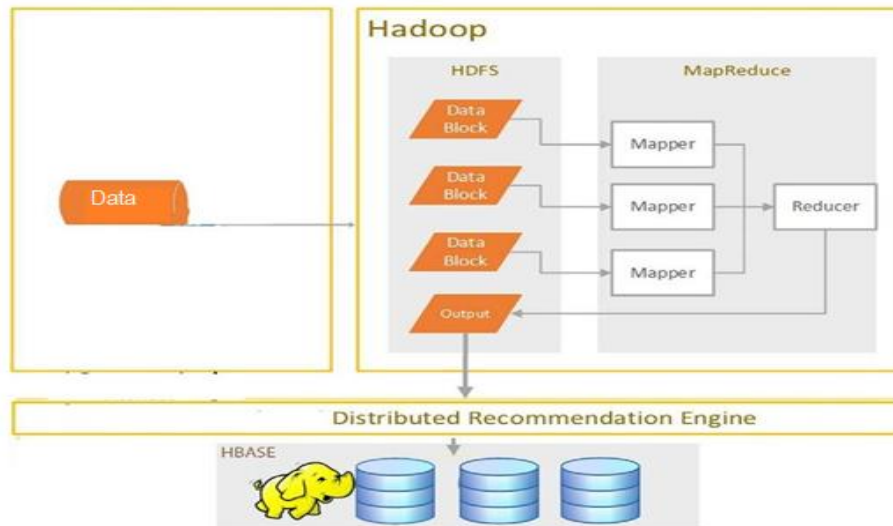 Hadoop
HDFS
MapReduce
Data
Data
Block
Data
Block
Data
Block
Output
Mapper
Mapper
Mapper
Reducer
Distributed Recommendation Engine
HBASE